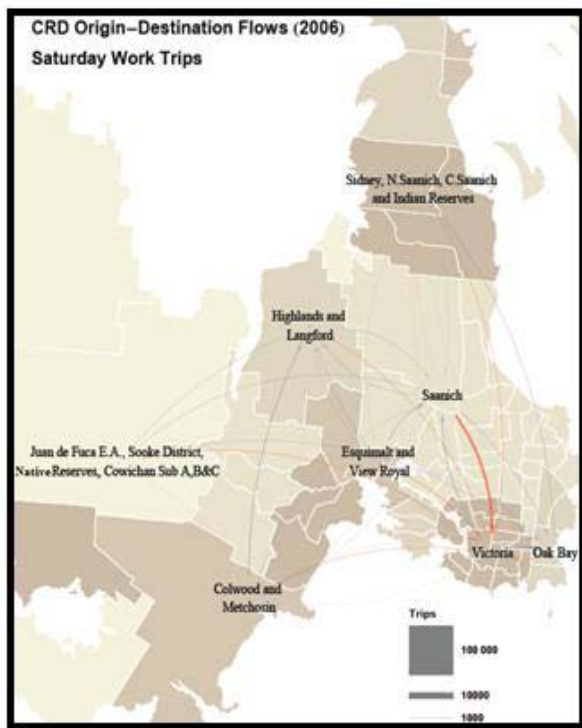 CRD Origin–Destination Flows (2006)
Saturday Work Trips
Sidney, N.Saanich, C.Saanich
and Indian Reserves
Highlands and
Langford
Saanich
Juan de Fuca E.A., Sooke District,
Native Reserves, Cowichan Sub A,B&C
Esquimalt and
View Royal
Victoria
Oak Bay
Colwood and
Metchosin
Trips
100 000
10000
1000